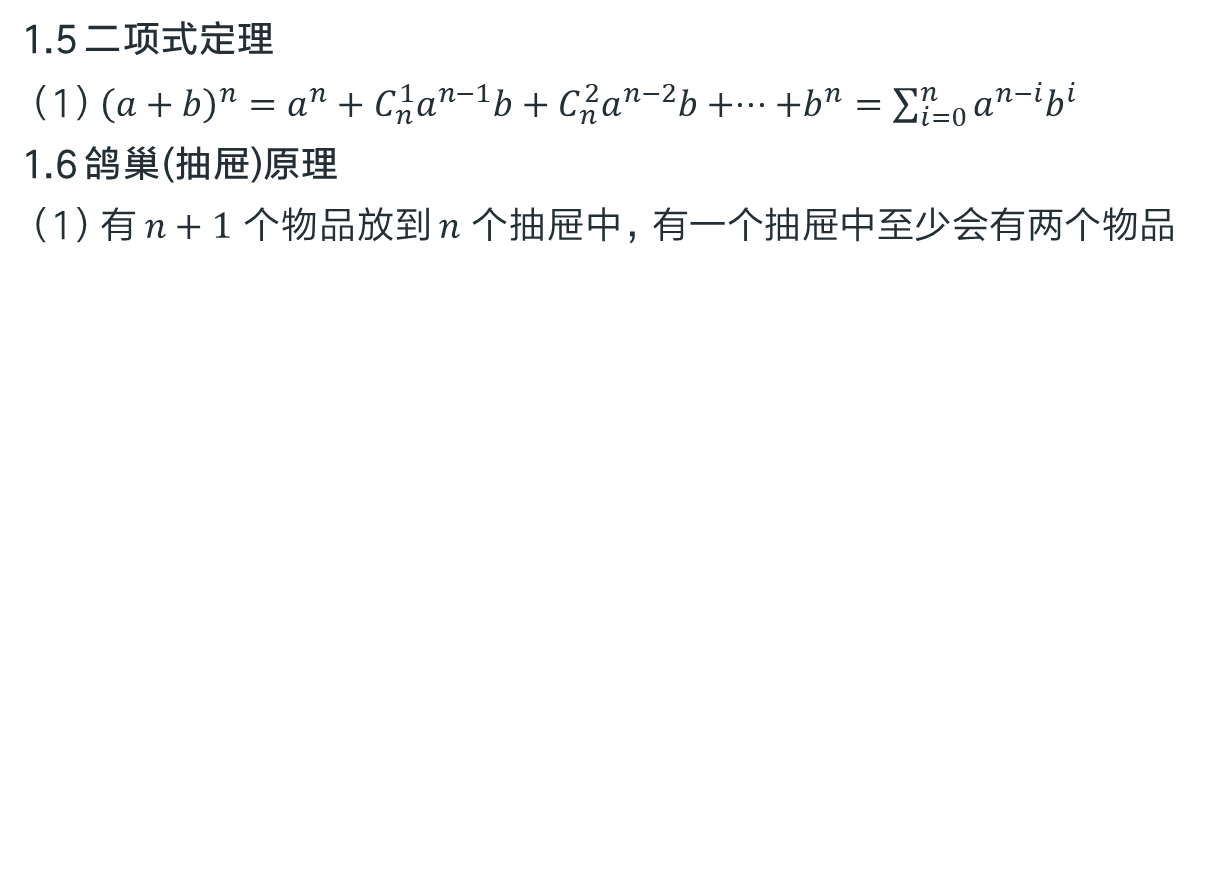 1.5 二项式定理
（1）$(a+b)^n = a^n + C_n^1 a^{n-1}b + C_n^2 a^{n-2}b + \cdots + b^n = \sum_{i=0}^{n} a^{n-i}b^i$
1.6 鸽巢(抽屉)原理
（1）有 $n+1$ 个物品放到 $n$ 个抽屉中，有一个抽屉中至少会有两个物品